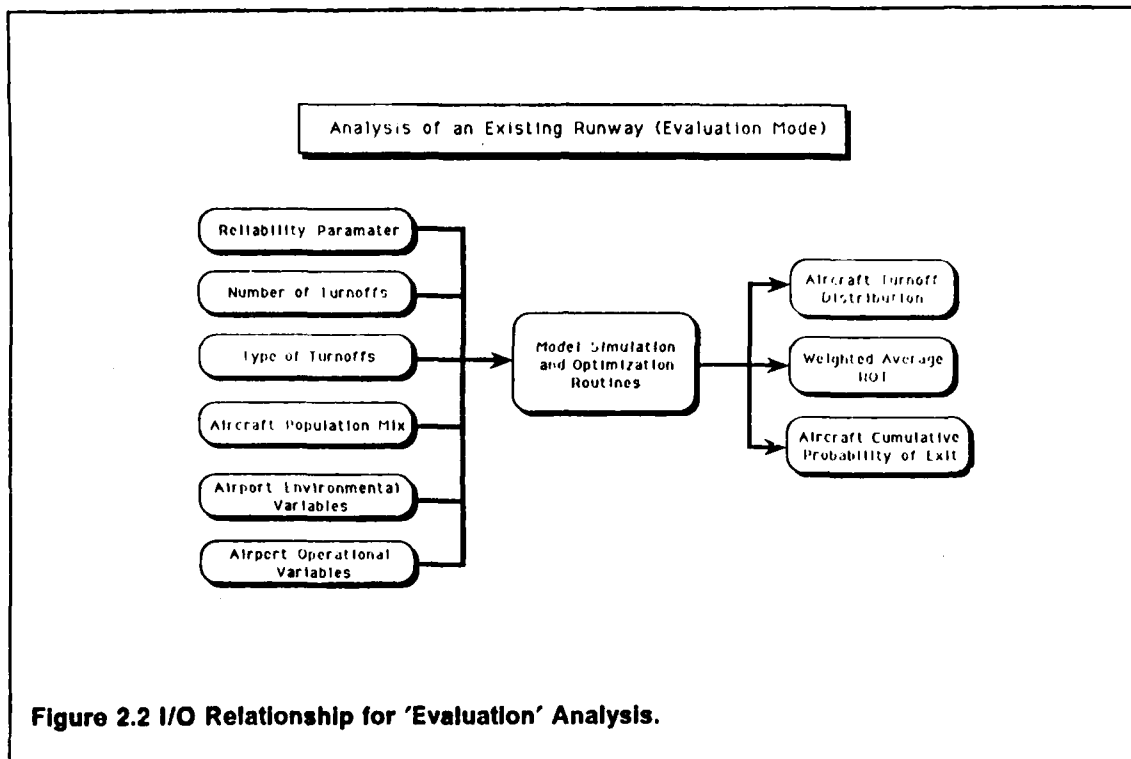 Analysis of an Existing Runway (Evaluation Mode)
Reliability Paramater
Number of Turnoffs
Type of Turnoffs
Aircraft Population Mix
Airport Environmental
Variables
Airport Operational
Variables
Model Simulation
and Optimization
Routines
Aircraft Turnoff
Distribution
Weighted Average
ROT
Aircraft Cumulative
Probability of Exit
Figure 2.2 I/O Relationship for 'Evaluation' Analysis.